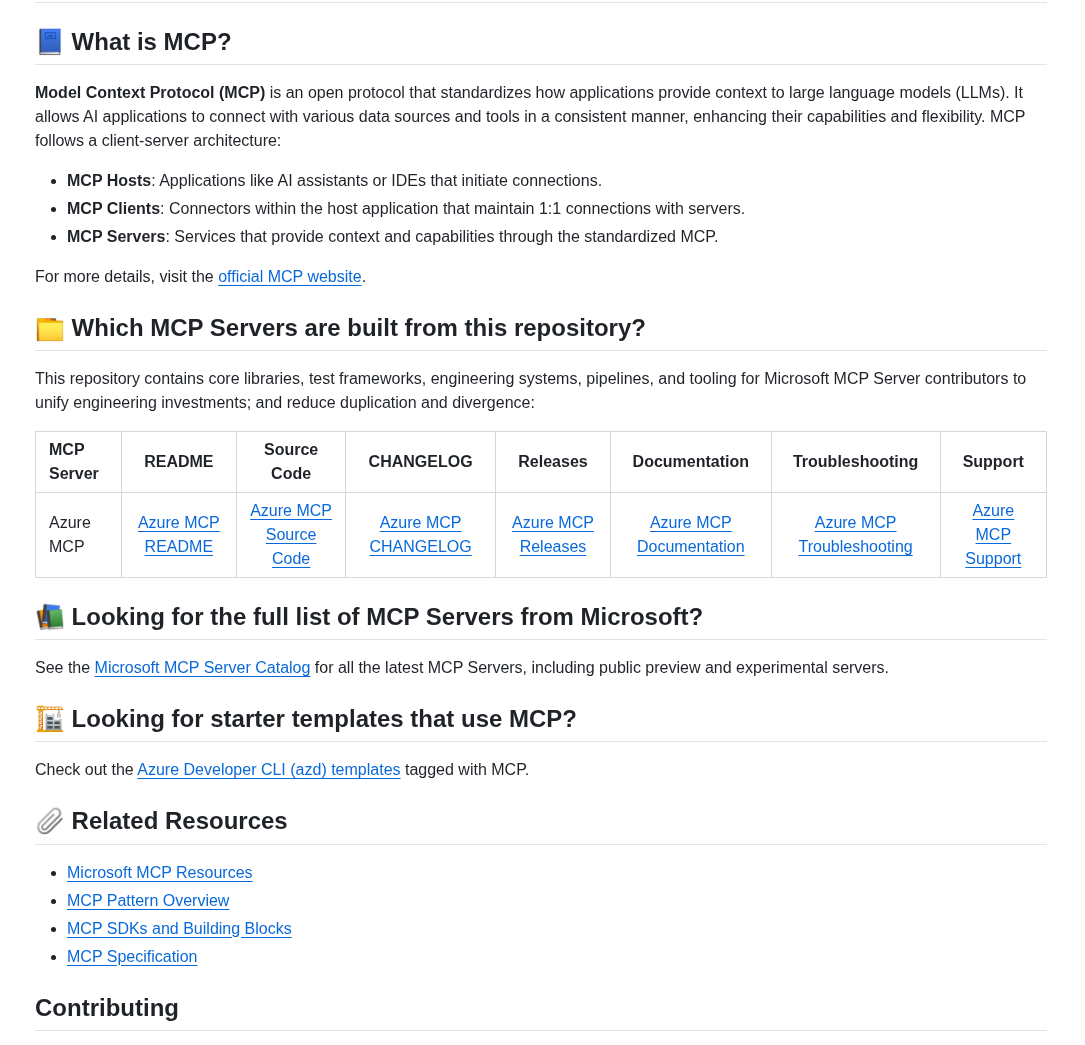 What is MCP?
Model Context Protocol (MCP) is an open protocol that standardizes how applications provide context to large language models (LLMs). It
allows AI applications to connect with various data sources and tools in a consistent manner, enhancing their capabilities and flexibility. MCP
follows a client-server architecture:
MCP Hosts: Applications like AI assistants or IDEs that initiate connections.
MCP Clients: Connectors within the host application that maintain 1:1 connections with servers.
MCP Servers: Services that provide context and capabilities through the standardized MCP.
For more details, visit the official MCP website.
Which MCP Servers are built from this repository?
This repository contains core libraries, test frameworks, engineering systems, pipelines, and tooling for Microsoft MCP Server contributors to
unify engineering investments; and reduce duplication and divergence:
MCP
Server
README
Source
Code
CHANGELOG
Releases
Documentation
Troubleshooting
Support
Azure
MCP
Azure MCP
README
Azure MCP
Source
Code
Azure MCP
CHANGELOG
Azure MCP
Releases
Azure MCP
Documentation
Azure MCP
Troubleshooting
Azure
MCP
Support
Looking for the full list of MCP Servers from Microsoft?
See the Microsoft MCP Server Catalog for all the latest MCP Servers, including public preview and experimental servers.
Looking for starter templates that use MCP?
Check out the Azure Developer CLI (azd) templates tagged with MCP.
Related Resources
Microsoft MCP Resources
MCP Pattern Overview
MCP SDKs and Building Blocks
MCP Specification
Contributing